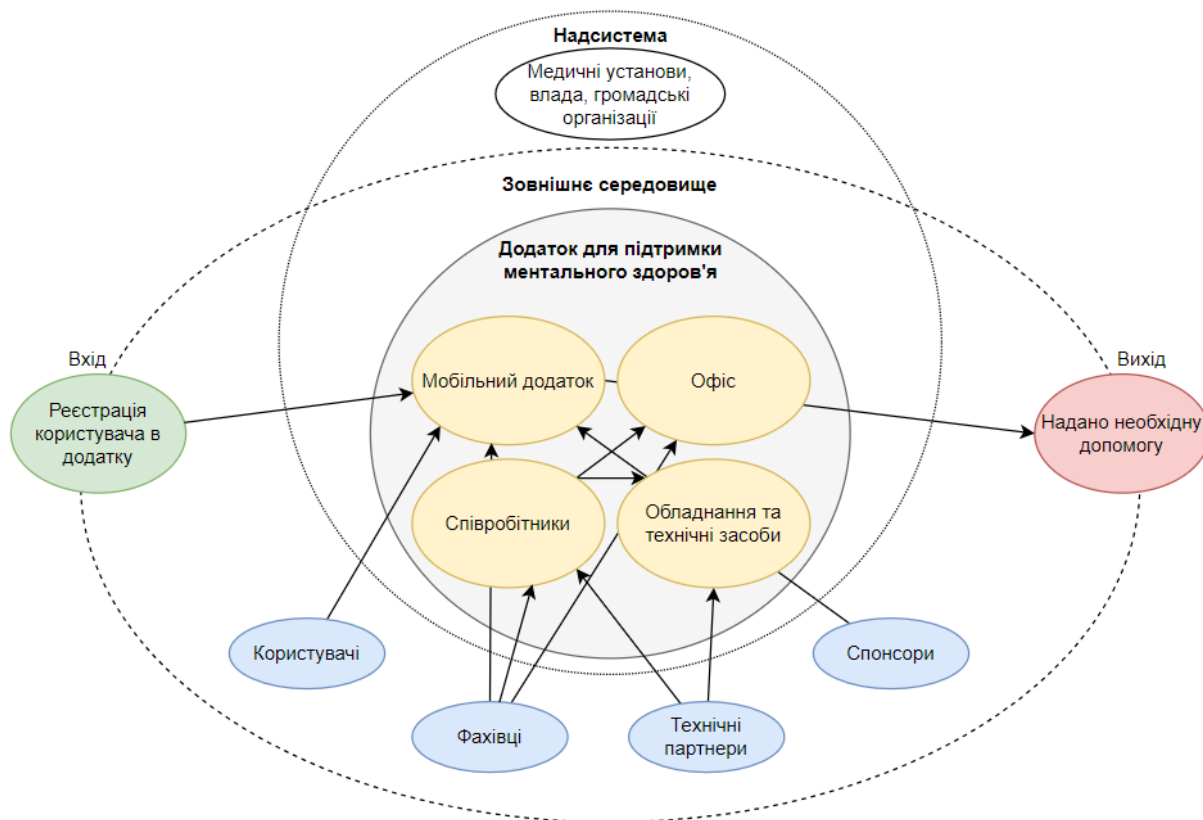 Надсистема
Медичні установи,
влада, громадські
організації
Зовнішнє середовище
Додаток для підтримки
ментального здоров'я
Вхід
Вихід
Мобільний додаток
Офіс
Реєстрація
користувача в
додатку
Надано необхідну
допомогу
Співробітники
Обладнання та
технічні засоби
Користувачі
Спонсори
Фахівці
Технічні
партнери